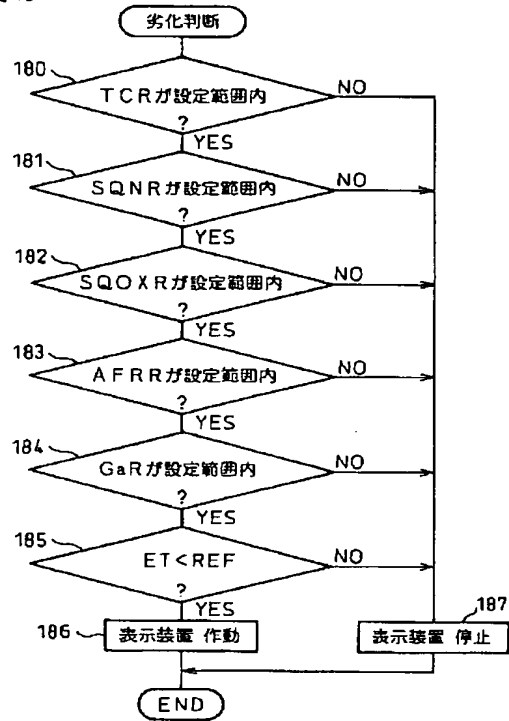 劣化判断
180
TCRが設定範囲内
?
NO
YES
181
SQNRが設定範囲内
?
NO
YES
182
SQOXRが設定範囲内
?
NO
YES
183
AFRRが設定範囲内
?
NO
YES
184
GaRが設定範囲内
?
NO
YES
185
ET<REF
?
NO
YES
186
表示装置 作動
187
表示装置 停止
END